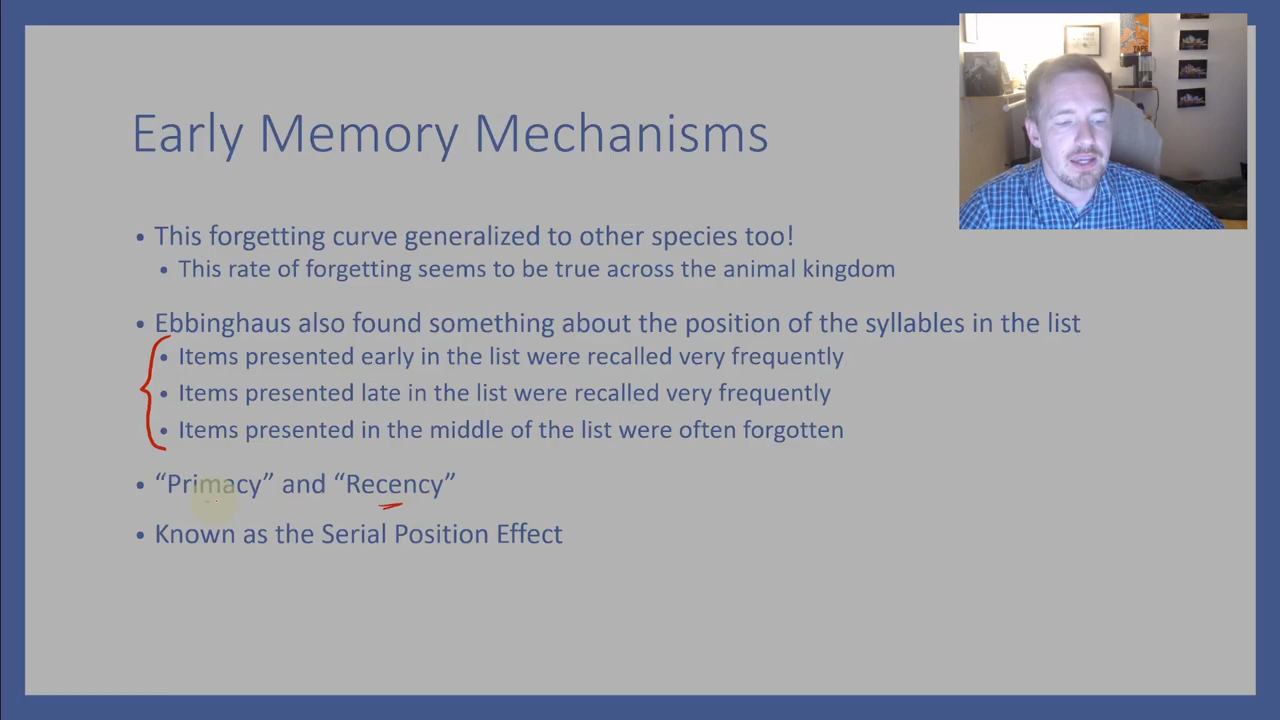 TAPE
Early Memory Mechanisms
• This forgetting curve generalized to other species too!
• This rate of forgetting seems to be true across the animal kingdom
• Ebbinghaus also found something about the position of the syllables in the list
• Items presented early in the list were recalled very frequently
• Items presented late in the list were recalled very frequently
• Items presented in the middle of the list were often forgotten
• “Primacy” and “Recency”
• Known as the Serial Position Effect